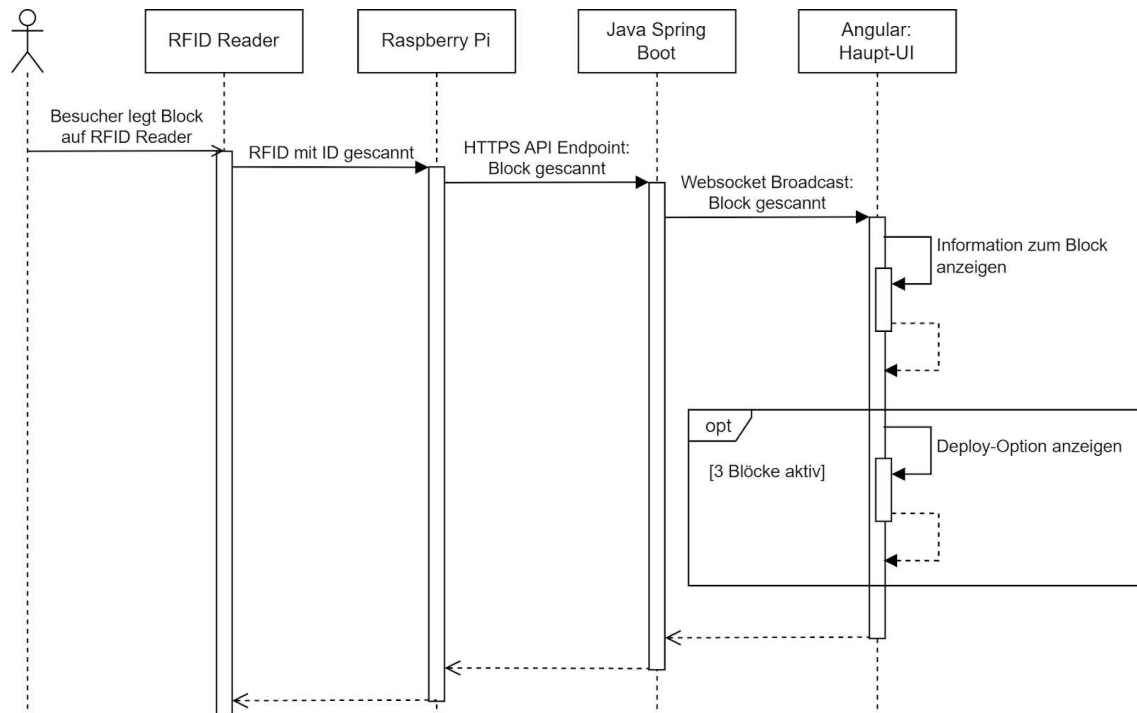 RFID Reader
Raspberry Pi
Java Spring
Boot
Angular:
Haupt-UI
Besucher legt Block
auf RFID Reader
RFID mit ID gescannt
HTTPS API Endpoint:
Block gescannt
Websocket Broadcast:
Block gescannt
Information zum Block
anzeigen
opt
[3 Blöcke aktiv]
Deploy-Option anzeigen